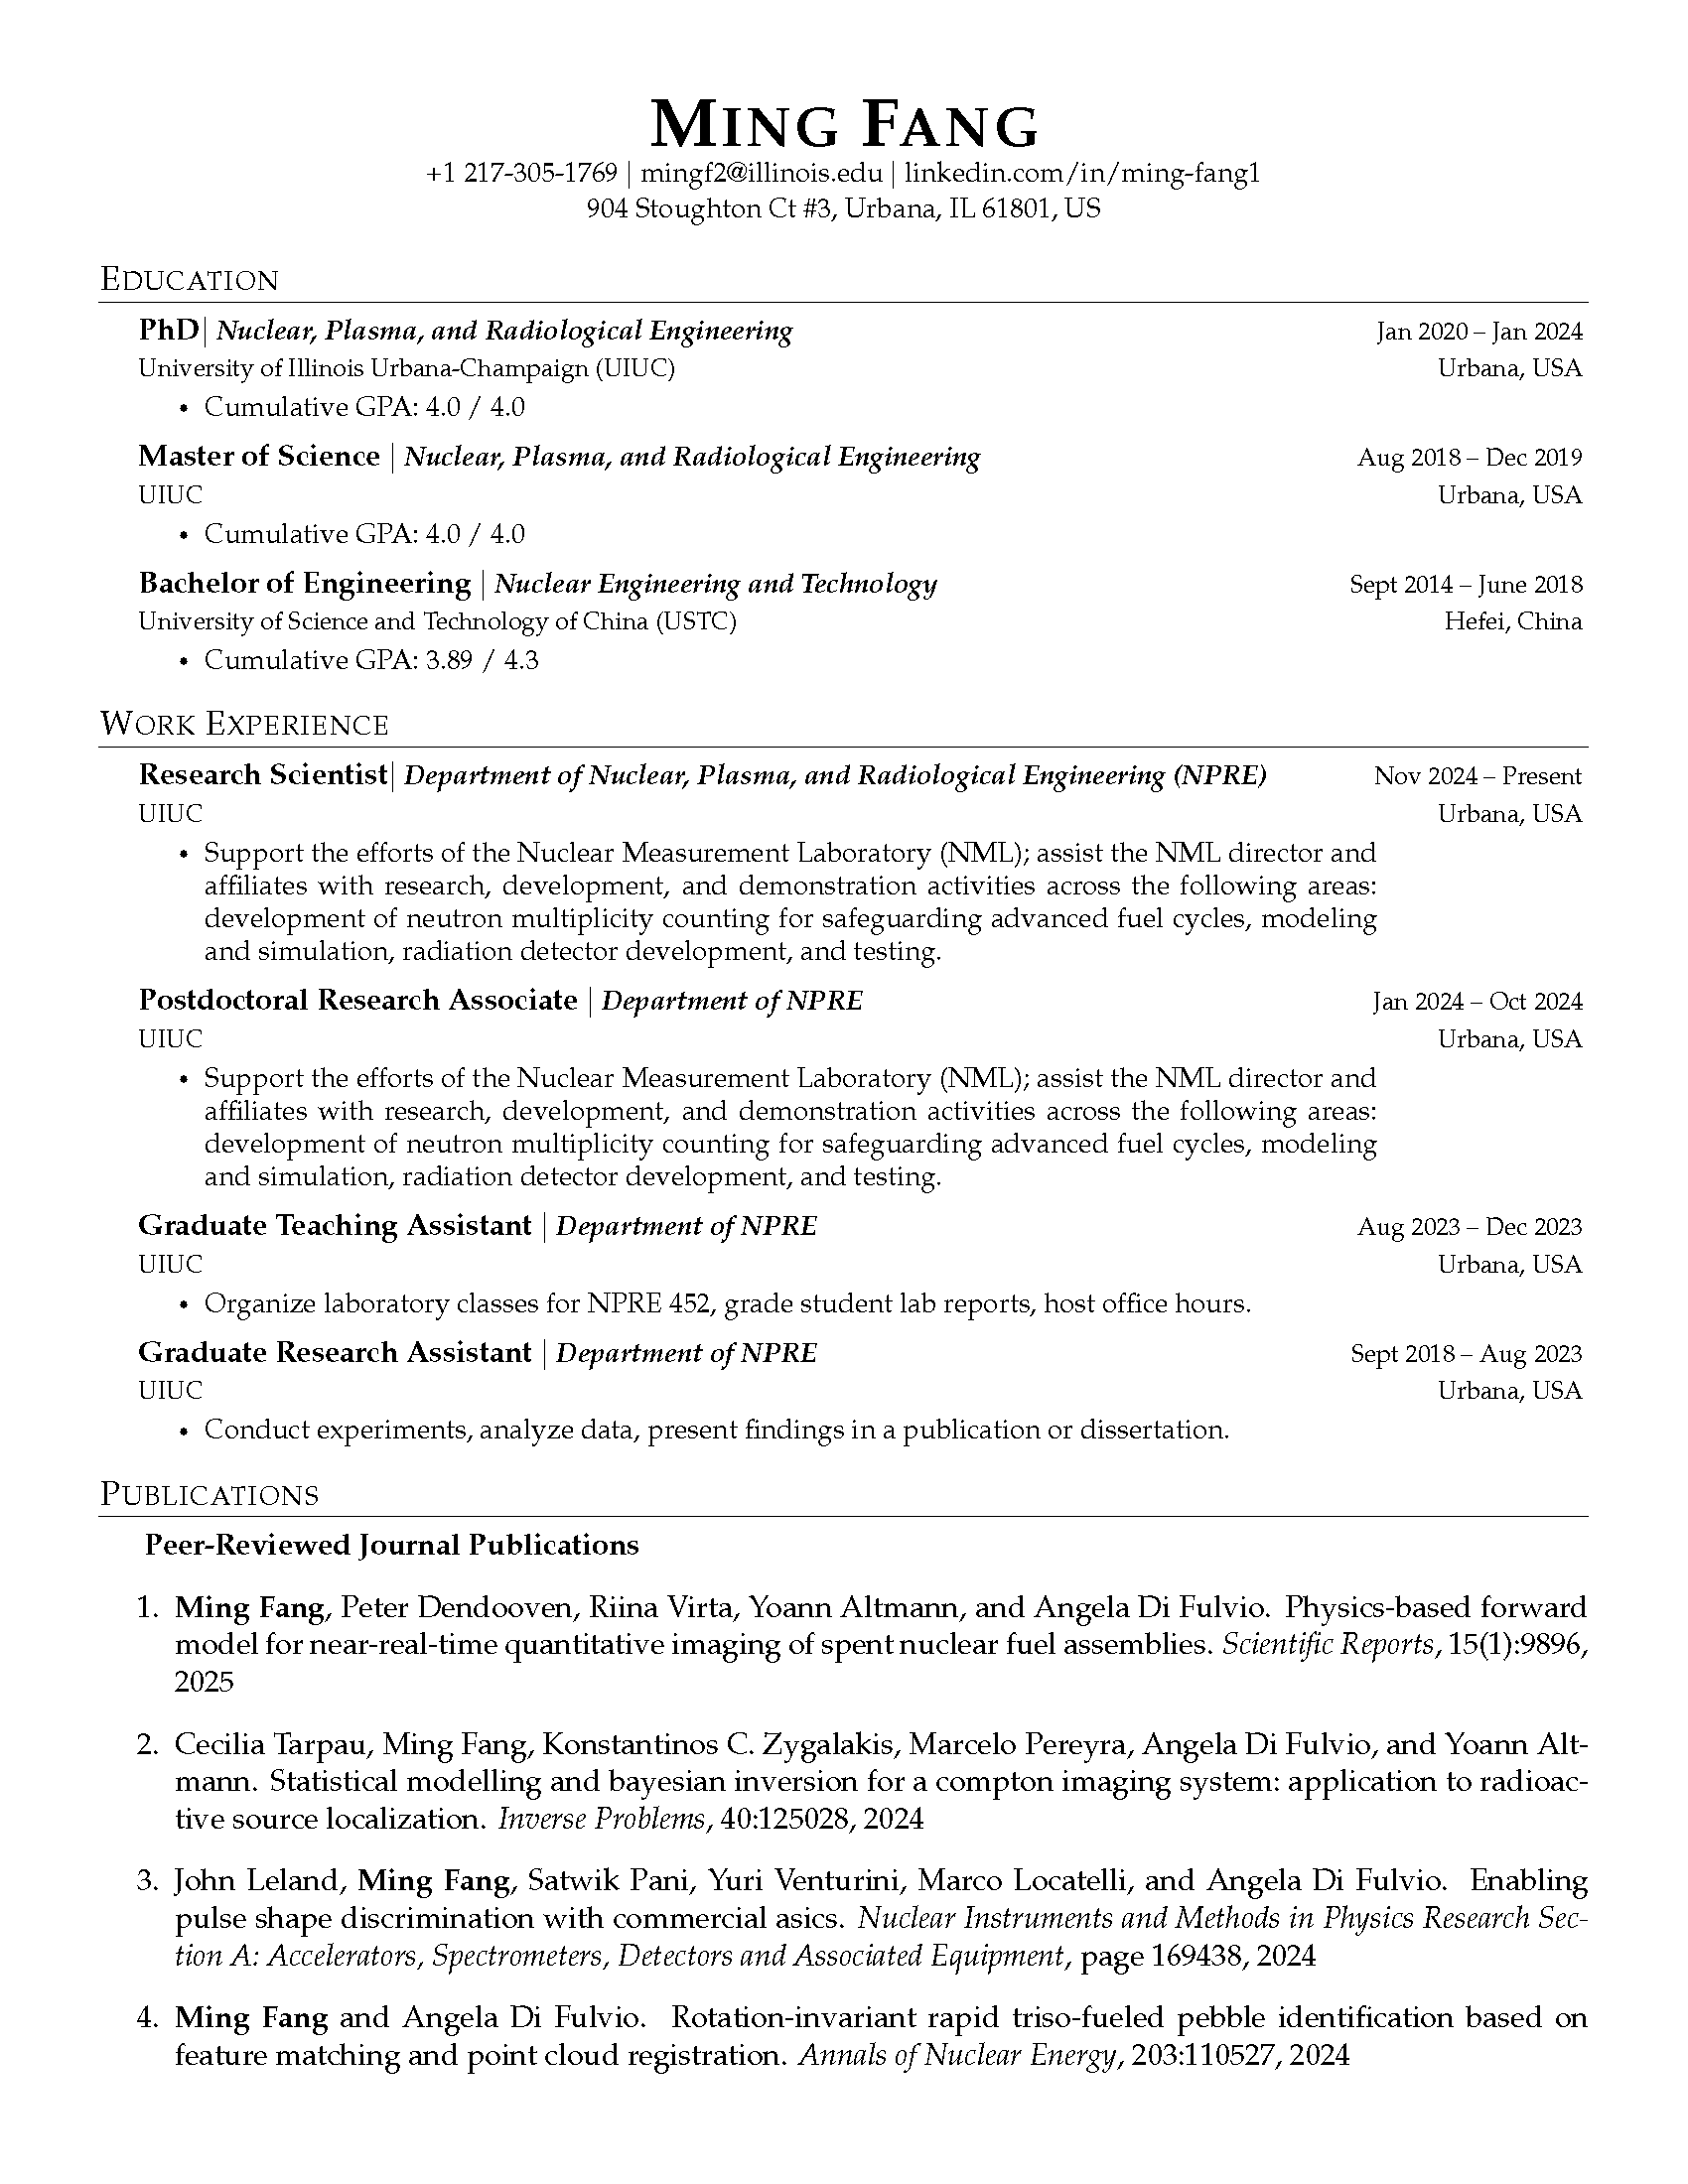 MING FANG
+1 217-305-1769 | mingf2@illinois.edu | linkedin.com/in/ming-fang1
904 Stoughton Ct #3, Urbana, IL 61801, US
EDUCATION
PhD| Nuclear, Plasma, and Radiological Engineering Jan 2020 – Jan 2024
University of Illinois Urbana-Champaign (UIUC) Urbana, USA
• Cumulative GPA: 4.0 / 4.0
Master of Science | Nuclear, Plasma, and Radiological Engineering Aug 2018 – Dec 2019
UIUC Urbana, USA
• Cumulative GPA: 4.0 / 4.0
Bachelor of Engineering | Nuclear Engineering and Technology Sept 2014 – June 2018
University of Science and Technology of China (USTC) Hefei, China
• Cumulative GPA: 3.89 / 4.3
WORK EXPERIENCE
Research Scientist| Department of Nuclear, Plasma, and Radiological Engineering (NPRE) Nov 2024 – Present
UIUC Urbana, USA
• Support the efforts of the Nuclear Measurement Laboratory (NML); assist the NML director and
affiliates with research, development, and demonstration activities across the following areas:
development of neutron multiplicity counting for safeguarding advanced fuel cycles, modeling
and simulation, radiation detector development, and testing.
Postdoctoral Research Associate | Department of NPRE Jan 2024 – Oct 2024
UIUC Urbana, USA
• Support the efforts of the Nuclear Measurement Laboratory (NML); assist the NML director and
affiliates with research, development, and demonstration activities across the following areas:
development of neutron multiplicity counting for safeguarding advanced fuel cycles, modeling
and simulation, radiation detector development, and testing.
Graduate Teaching Assistant | Department of NPRE Aug 2023 – Dec 2023
UIUC Urbana, USA
• Organize laboratory classes for NPRE 452, grade student lab reports, host office hours.
Graduate Research Assistant | Department of NPRE Sept 2018 – Aug 2023
UIUC Urbana, USA
• Conduct experiments, analyze data, present findings in a publication or dissertation.
PUBLICATIONS
Peer-Reviewed Journal Publications
1. Ming Fang, Peter Dendooven, Riina Virta, Yoann Altmann, and Angela Di Fulvio. Physics-based forward
model for near-real-time quantitative imaging of spent nuclear fuel assemblies. Scientific Reports, 15(1):9896,
2025
2. Cecilia Tarpau, Ming Fang, Konstantinos C. Zygalakis, Marcelo Pereyra, Angela Di Fulvio, and Yoann Alt-
mann. Statistical modelling and bayesian inversion for a compton imaging system: application to radioac-
tive source localization. Inverse Problems, 40:125028, 2024
3. John Leland, Ming Fang, Satwik Pani, Yuri Venturini, Marco Locatelli, and Angela Di Fulvio. Enabling
pulse shape discrimination with commercial asics. Nuclear Instruments and Methods in Physics Research Sec-
tion A: Accelerators, Spectrometers, Detectors and Associated Equipment, page 169438, 2024
4. Ming Fang and Angela Di Fulvio. Rotation-invariant rapid triso-fueled pebble identification based on
feature matching and point cloud registration. Annals of Nuclear Energy, 203:110527, 2024